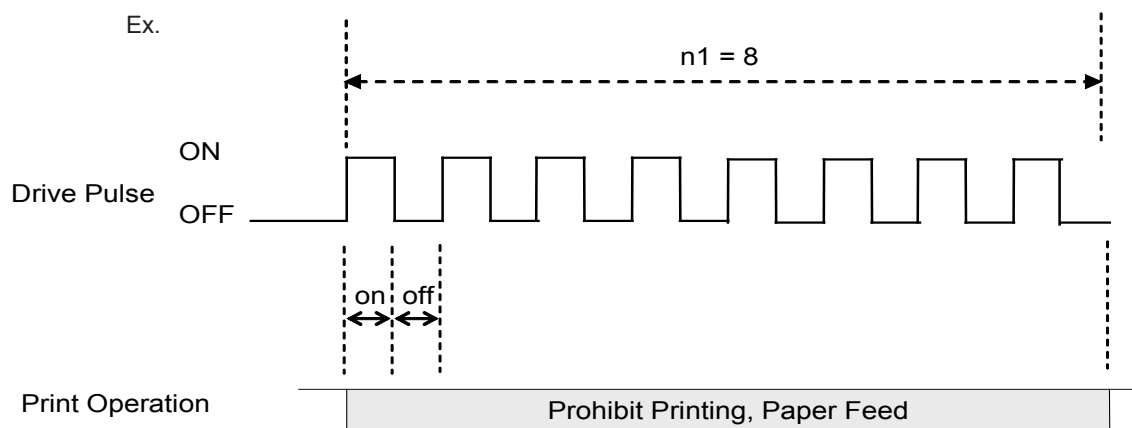 Ex.
n1 = 8
ON
Drive Pulse
OFF
on off
Print Operation
Prohibit Printing, Paper Feed